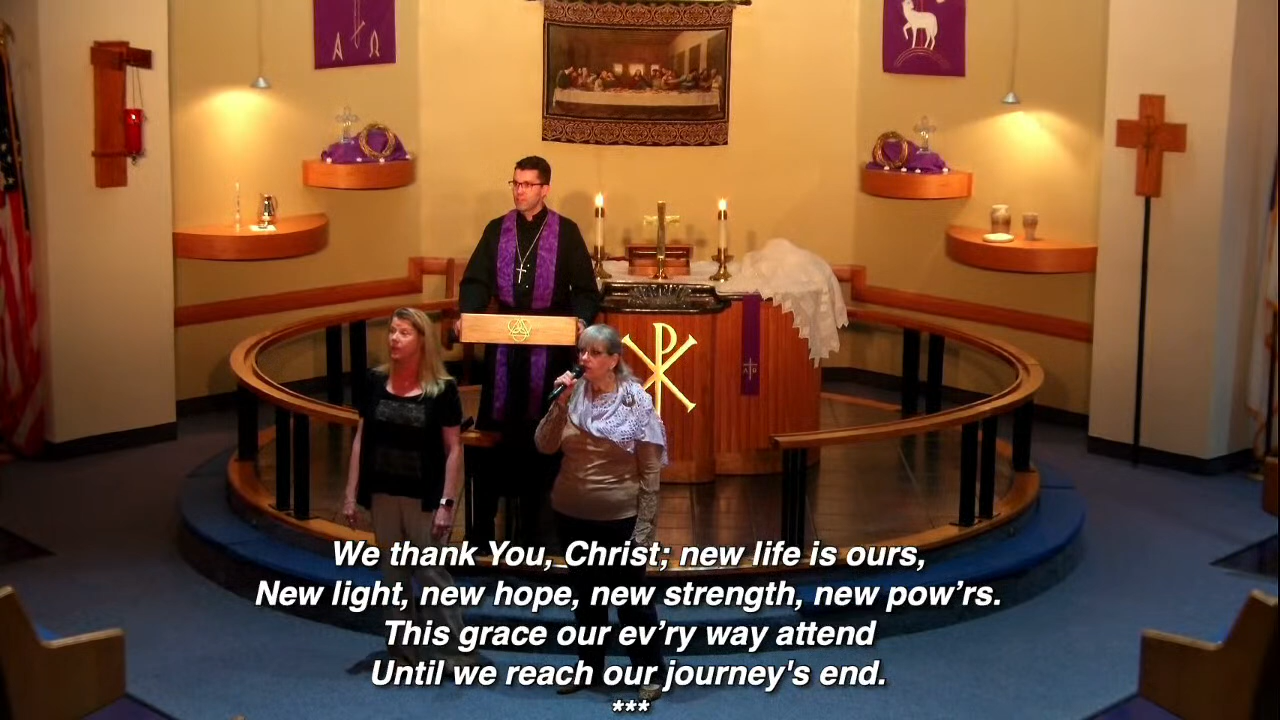 Α Ω
We thank You, Christ; new life is ours,
New light, new hope, new strength, new pow’rs.
This grace our ev’ry way attend
Until we reach our journey's end.
***